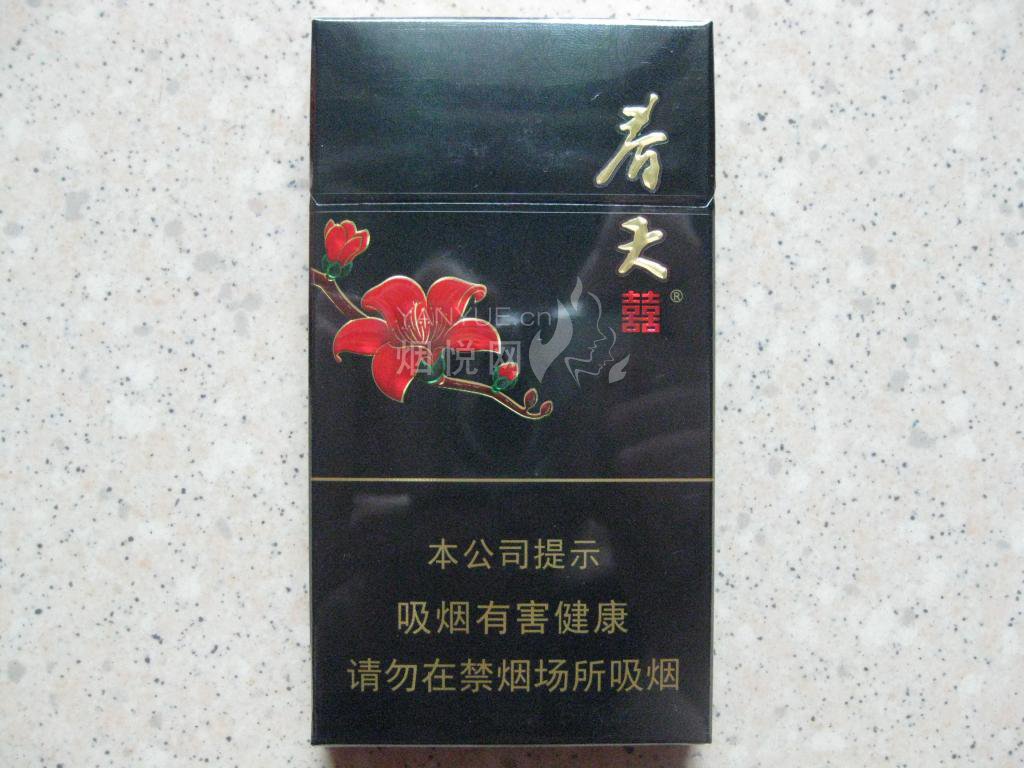 春天
囍®
YANYUE.cn
烟悦网
本公司提示
吸烟有害健康
请勿在禁烟场所吸烟